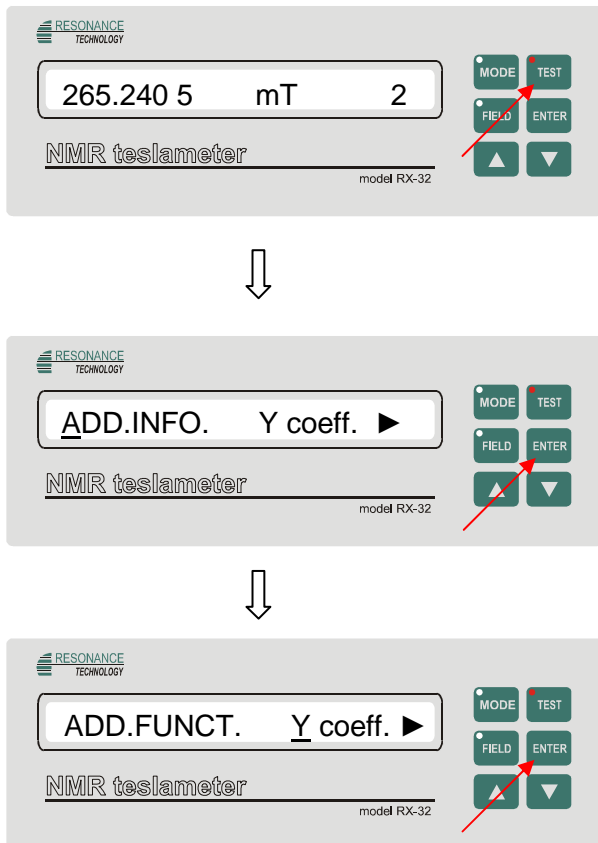 RESONANCE
TECHNOLOGY
265.240 5 mT 2
MODE TEST
FIELD ENTER
NMR teslameter
model RX-32
RESONANCE
TECHNOLOGY
ADD.INFO. Y coeff. ►
MODE TEST
FIELD ENTER
NMR teslameter
model RX-32
RESONANCE
TECHNOLOGY
ADD.FUNCT. Y coeff. ►
MODE TEST
FIELD ENTER
NMR teslameter
model RX-32